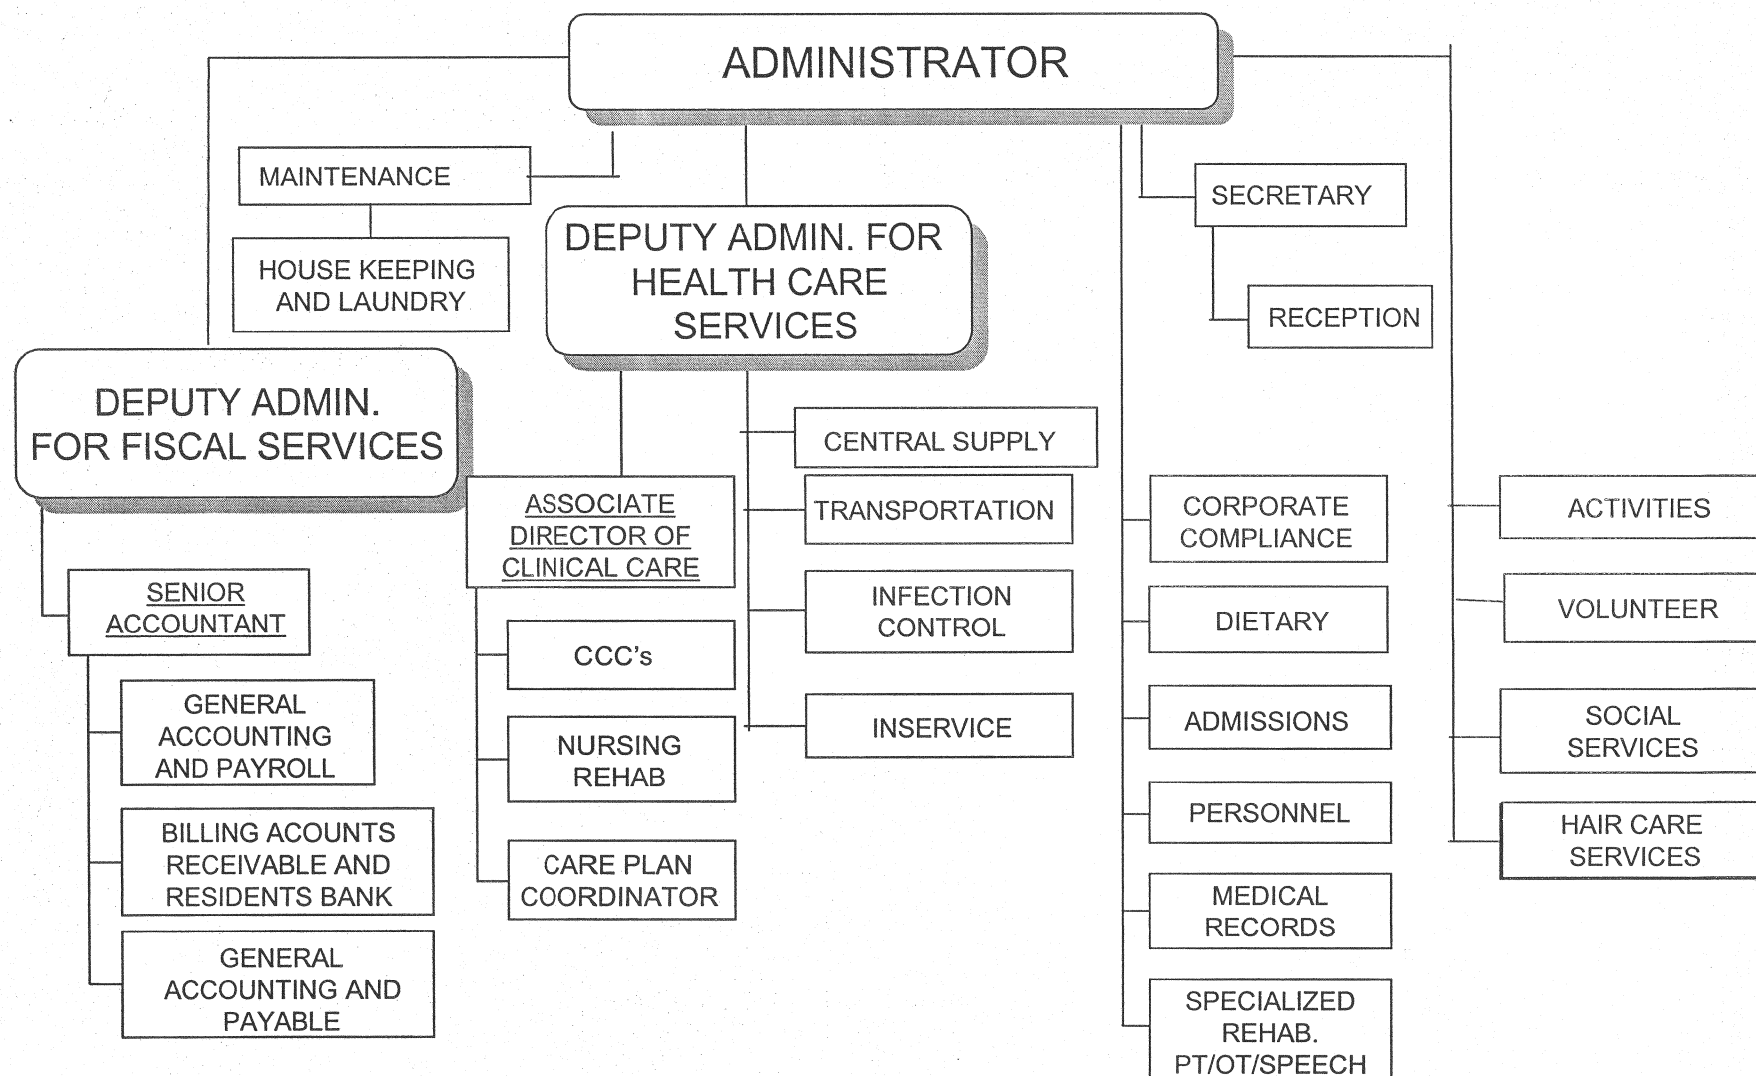 ADMINISTRATOR
MAINTENANCE
HOUSE KEEPING
AND LAUNDRY
DEPUTY ADMIN. FOR
HEALTH CARE
SERVICES
SECRETARY
RECEPTION
DEPUTY ADMIN.
FOR FISCAL SERVICES
SENIOR
ACCOUNTANT
GENERAL
ACCOUNTING
AND PAYROLL
BILLING ACOUNTS
RECEIVABLE AND
RESIDENTS BANK
GENERAL
ACCOUNTING AND
PAYABLE
ASSOCIATE
DIRECTOR OF
CLINICAL CARE
CCC's
NURSING
REHAB
CARE PLAN
COORDINATOR
CENTRAL SUPPLY
TRANSPORTATION
INFECTION
CONTROL
INSERVICE
CORPORATE
COMPLIANCE
DIETARY
ADMISSIONS
PERSONNEL
MEDICAL
RECORDS
SPECIALIZED
REHAB.
PT/OT/SPEECH
ACTIVITIES
VOLUNTEER
SOCIAL
SERVICES
HAIR CARE
SERVICES